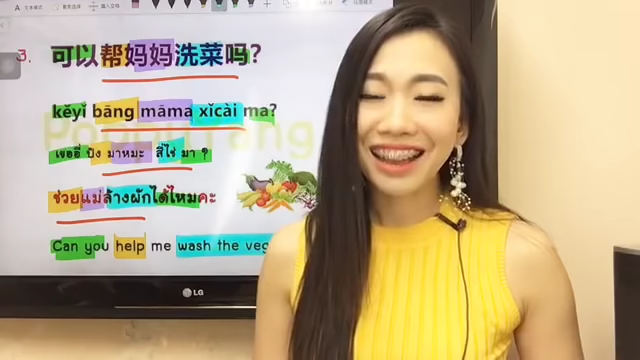 3. 可以帮妈妈洗菜吗?
kěyǐ bāng māma xǐcài ma?
เขออี่ ปัง มาหมะ สี่ไช่ มา ?
ช่วยแม่ล้างผักได้ไหมคะ
Can you help me wash the veg
LG